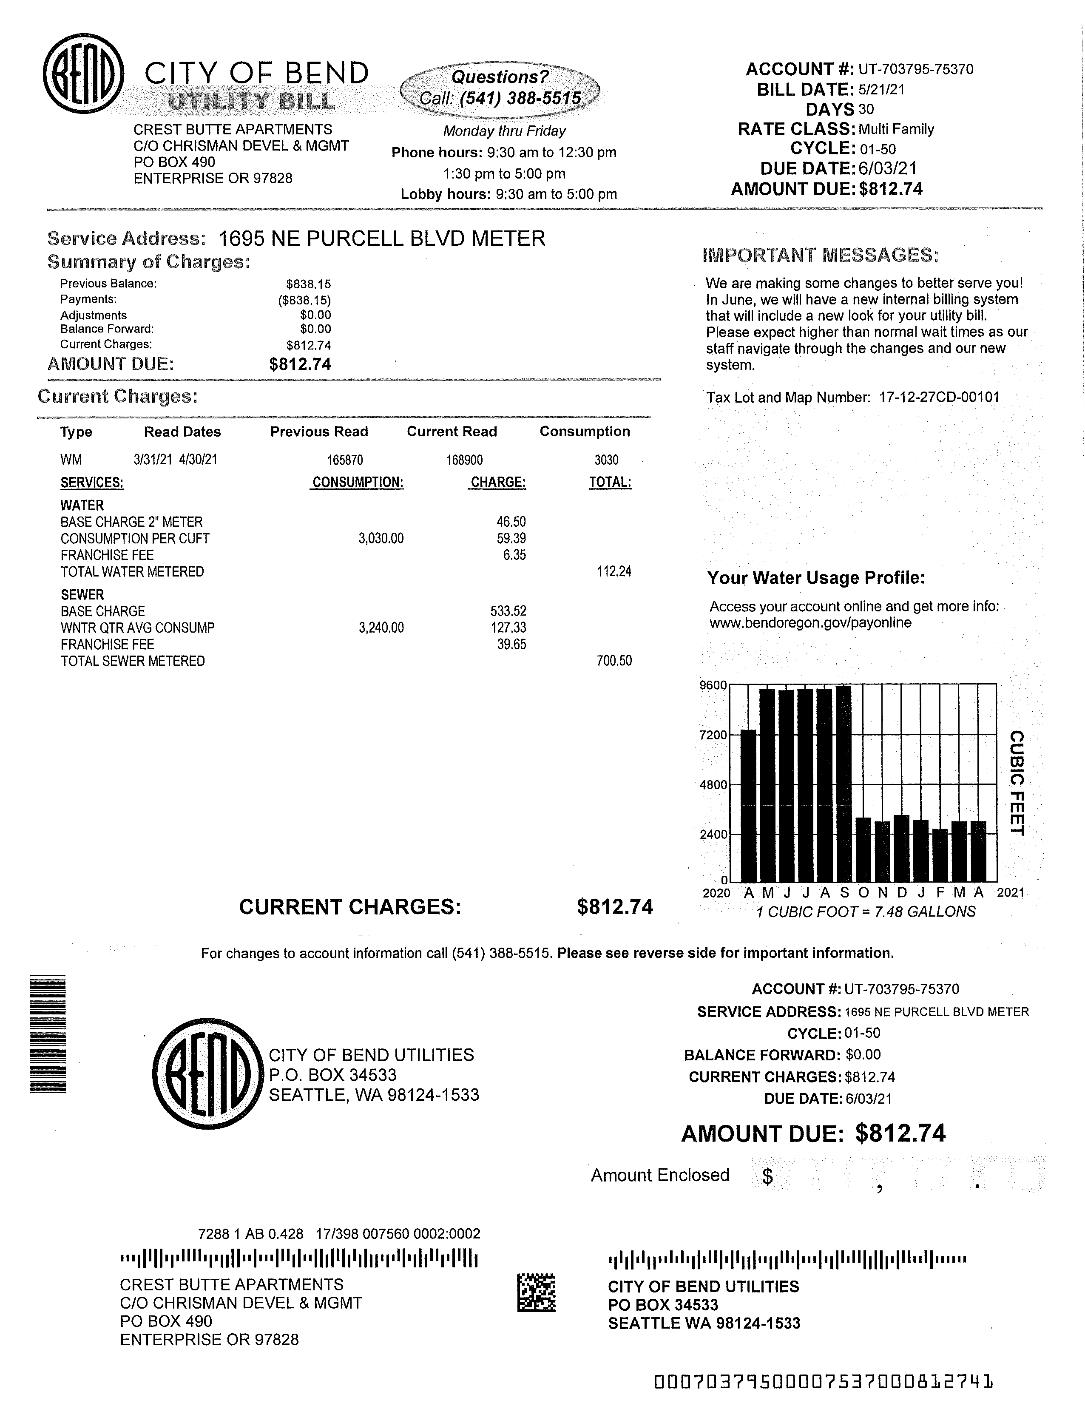 BEND
CITY OF BEND
UTILITY BILL
CREST BUTTE APARTMENTS
C/O CHRISMAN DEVEL & MGMT
PO BOX 490
ENTERPRISE OR 97828
Questions?
Call: (541) 388-5515
Monday thru Friday
Phone hours: 9:30 am to 12:30 pm
1:30 pm to 5:00 pm
Lobby hours: 9:30 am to 5:00 pm
ACCOUNT #: UT-703795-75370
BILL DATE: 5/21/21
DAYS 30
RATE CLASS: Multi Family
CYCLE: 01-50
DUE DATE: 6/03/21
AMOUNT DUE: $812.74
Service Address: 1695 NE PURCELL BLVD METER
Summary of Charges:
Previous Balance: $838.15
Payments: ($838.15)
Adjustments $0.00
Balance Forward: $0.00
Current Charges: $812.74
AMOUNT DUE: $812.74
IMPORTANT MESSAGES:
We are making some changes to better serve you!
In June, we will have a new internal billing system
that will include a new look for your utility bill.
Please expect higher than normal wait times as our
staff navigate through the changes and our new
system.
Tax Lot and Map Number: 17-12-27CD-00101
Current Charges:
Type Read Dates Previous Read Current Read Consumption
WM 3/31/21 4/30/21 165870 168900 3030
SERVICES: CONSUMPTION: CHARGE: TOTAL:
WATER
BASE CHARGE 2" METER 46.50
CONSUMPTION PER CUFT 3,030.00 59.39
FRANCHISE FEE 6.35
TOTAL WATER METERED 112.24
SEWER
BASE CHARGE 533.52
WNTR QTR AVG CONSUMP 3,240.00 127.33
FRANCHISE FEE 39.65
TOTAL SEWER METERED 700.50
Your Water Usage Profile:
Access your account online and get more info:
www.bendoregon.gov/payonline
9600
7200
4800
2400
0
CUBIC FEET
2020 A M J J A S O N D J F M A 2021
1 CUBIC FOOT = 7.48 GALLONS
CURRENT CHARGES: $812.74
For changes to account information call (541) 388-5515. Please see reverse side for important information.
BEND
CITY OF BEND UTILITIES
P.O. BOX 34533
SEATTLE, WA 98124-1533
ACCOUNT #: UT-703795-75370
SERVICE ADDRESS: 1695 NE PURCELL BLVD METER
CYCLE: 01-50
BALANCE FORWARD: $0.00
CURRENT CHARGES: $812.74
DUE DATE: 6/03/21
AMOUNT DUE: $812.74
Amount Enclosed $ , .
7288 1 AB 0.428 17/398 007560 0002:0002
CREST BUTTE APARTMENTS
C/O CHRISMAN DEVEL & MGMT
PO BOX 490
ENTERPRISE OR 97828
CITY OF BEND UTILITIES
PO BOX 34533
SEATTLE WA 98124-1533
00070379500007537000812741